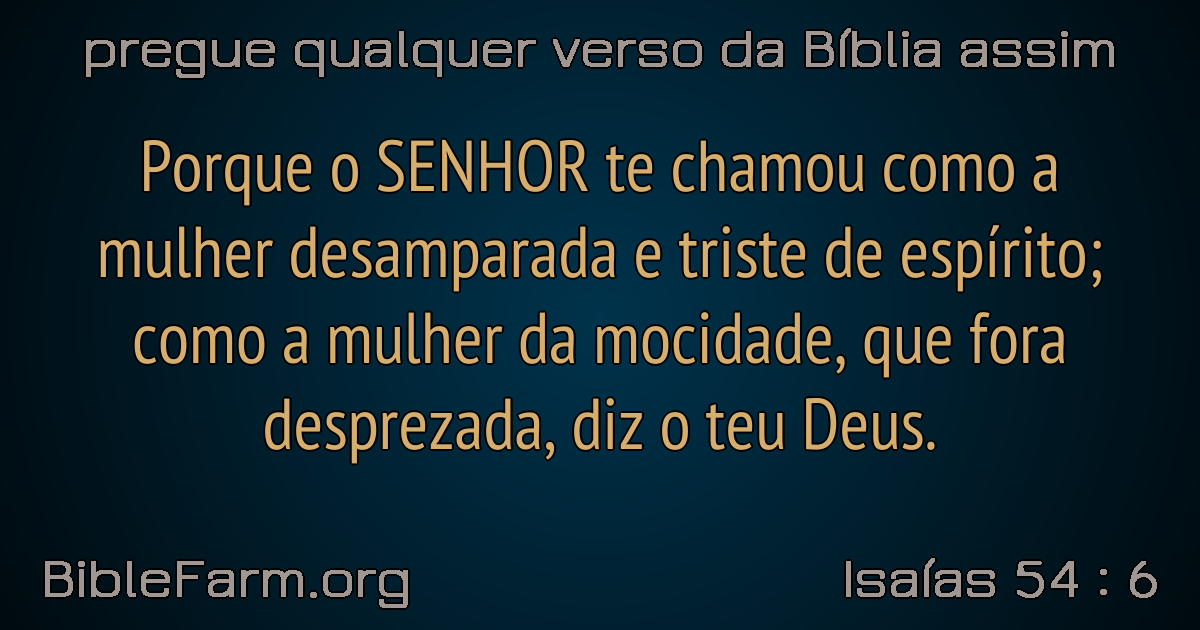 pregue qualquer verso da Bíblia assim
Porque o SENHOR te chamou como a
mulher desamparada e triste de espírito;
como a mulher da mocidade, que fora
desprezada, diz o teu Deus.
BibleFarm.org
Isaías 54 : 6